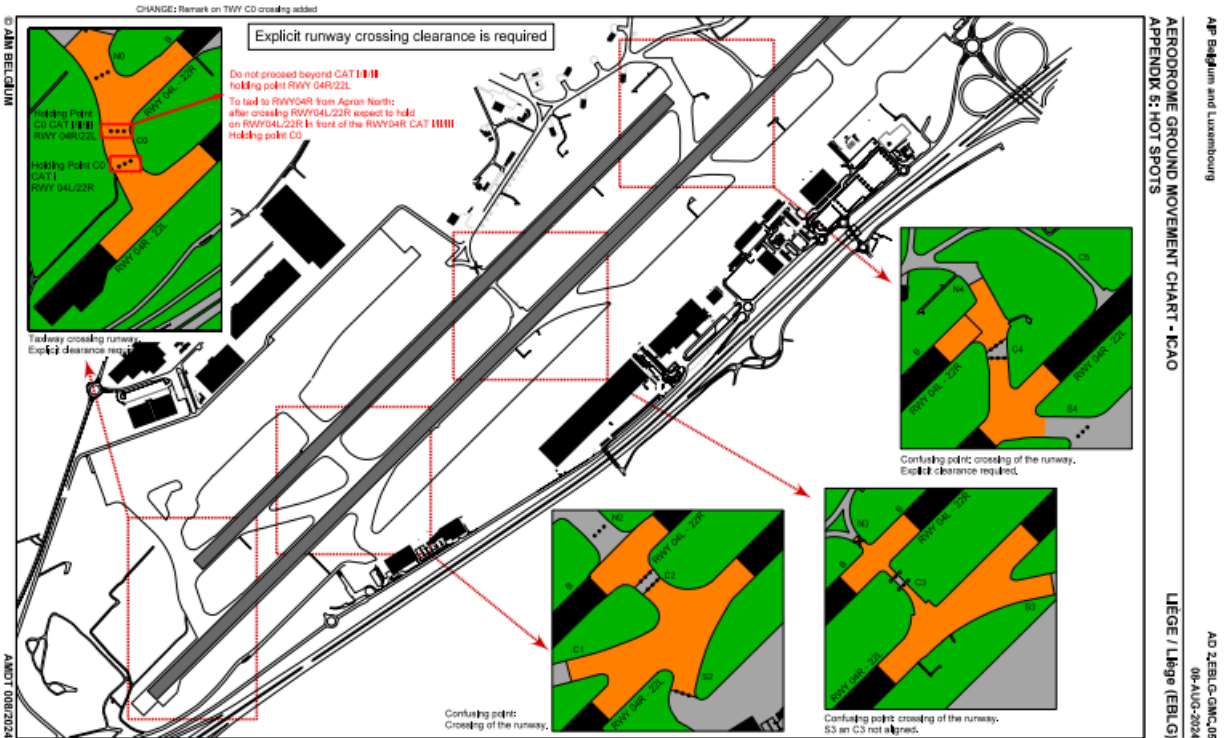 AIP Belgium and Luxembourg
AD 2.EBLG-GMC.05
08-AUG-2024
AERODROME GROUND MOVEMENT CHART - ICAO
APPENDIX 5: HOT SPOTS
LIÈGE / Liège (EBLG)
CHANGE: Remark on TWY C0 crossing added
Explicit runway crossing clearance is required
Do not proceed beyond CAT I/II/III
holding point RWY 04R/22L
To taxi to RWY04R from Apron North:
after crossing RWY04L/22R expect to hold
on RWY04L/22R in front of the RWY04R CAT I/II/III
Holding point C0
N0
B
RWY 04L - 22R
Holding Point
C0 CAT I/II/III
RWY 04R/22L
C0
Holding Point C0
CAT I
RWY 04L/22R
RWY 04R - 22L
Taxiway crossing runway.
Explicit clearance requi
C5
N4
B
C4
RWY 04L - 22R
RWY 04R - 22L
S4
Confusing point: crossing of the runway.
Explicit clearance required.
N3
B
RWY 04L - 22R
C3
S3
RWY 04R - 22L
Confusing point: crossing of the runway.
S3 an C3 not aligned.
N2
RWY 04L - 22R
B
C2
C1
S2
RWY 04R - 22L
Confusing point:
Crossing of the runway.
© AIM BELGIUM
AMDT 008/2024